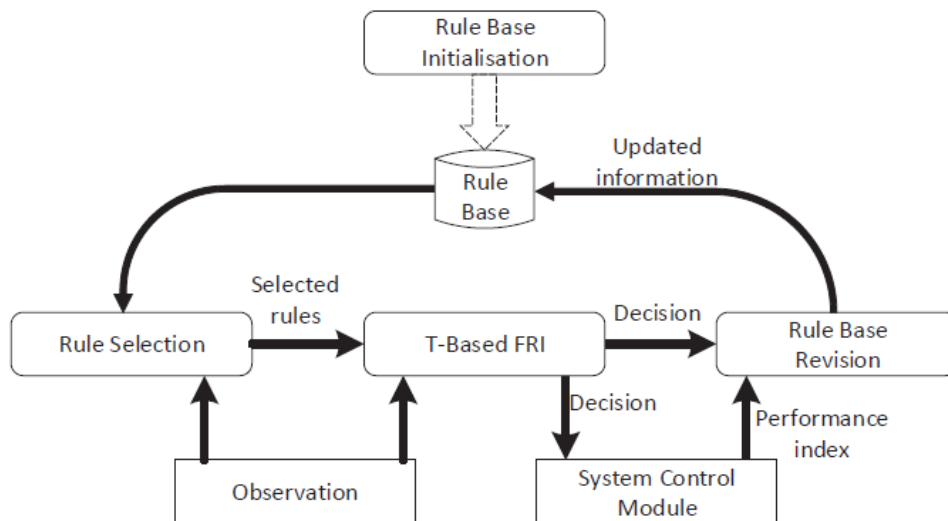 Rule Base
Initialisation
Rule
Base
Updated
information
Rule Selection
Selected
rules
T-Based FRI
Decision
Rule Base
Revision
Observation
Decision
System Control
Module
Performance
index